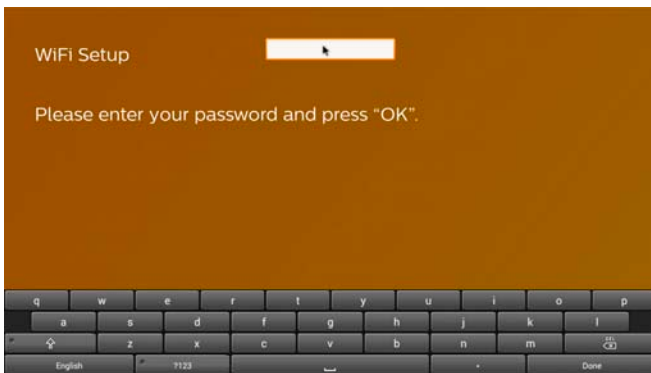 WiFi Setup
Please enter your password and press “OK”.
q w e r t y u i o p
a s d f g h j k l
z x c v b n m
English ?123 . Done